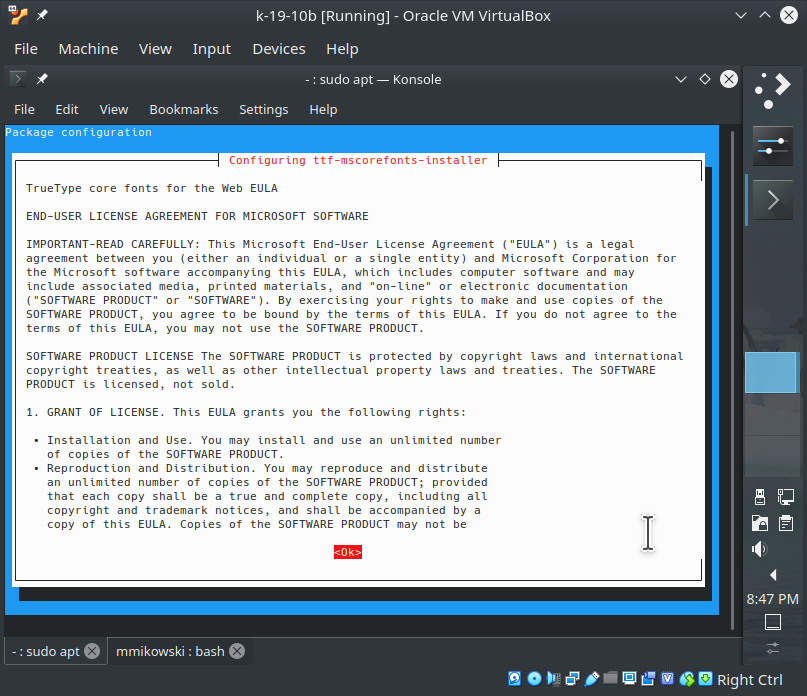 k-19-10b [Running] - Oracle VM VirtualBox
File Machine View Input Devices Help
- : sudo apt — Konsole
File Edit View Bookmarks Settings Help
Package configuration
Configuring ttf-mscorefonts-installer
TrueType core fonts for the Web EULA
END-USER LICENSE AGREEMENT FOR MICROSOFT SOFTWARE
IMPORTANT-READ CAREFULLY: This Microsoft End-User License Agreement ("EULA") is a legal
agreement between you (either an individual or a single entity) and Microsoft Corporation for
the Microsoft software accompanying this EULA, which includes computer software and may
include associated media, printed materials, and "on-line" or electronic documentation
("SOFTWARE PRODUCT" or "SOFTWARE"). By exercising your rights to make and use copies of the
SOFTWARE PRODUCT, you agree to be bound by the terms of this EULA. If you do not agree to the
terms of this EULA, you may not use the SOFTWARE PRODUCT.
SOFTWARE PRODUCT LICENSE The SOFTWARE PRODUCT is protected by copyright laws and international
copyright treaties, as well as other intellectual property laws and treaties. The SOFTWARE
PRODUCT is licensed, not sold.
1. GRANT OF LICENSE. This EULA grants you the following rights:
• Installation and Use. You may install and use an unlimited number
of copies of the SOFTWARE PRODUCT.
• Reproduction and Distribution. You may reproduce and distribute
an unlimited number of copies of the SOFTWARE PRODUCT; provided
that each copy shall be a true and complete copy, including all
copyright and trademark notices, and shall be accompanied by a
copy of this EULA. Copies of the SOFTWARE PRODUCT may not be
<Ok>
8:47 PM
- : sudo apt
mmikowski : bash
Right Ctrl